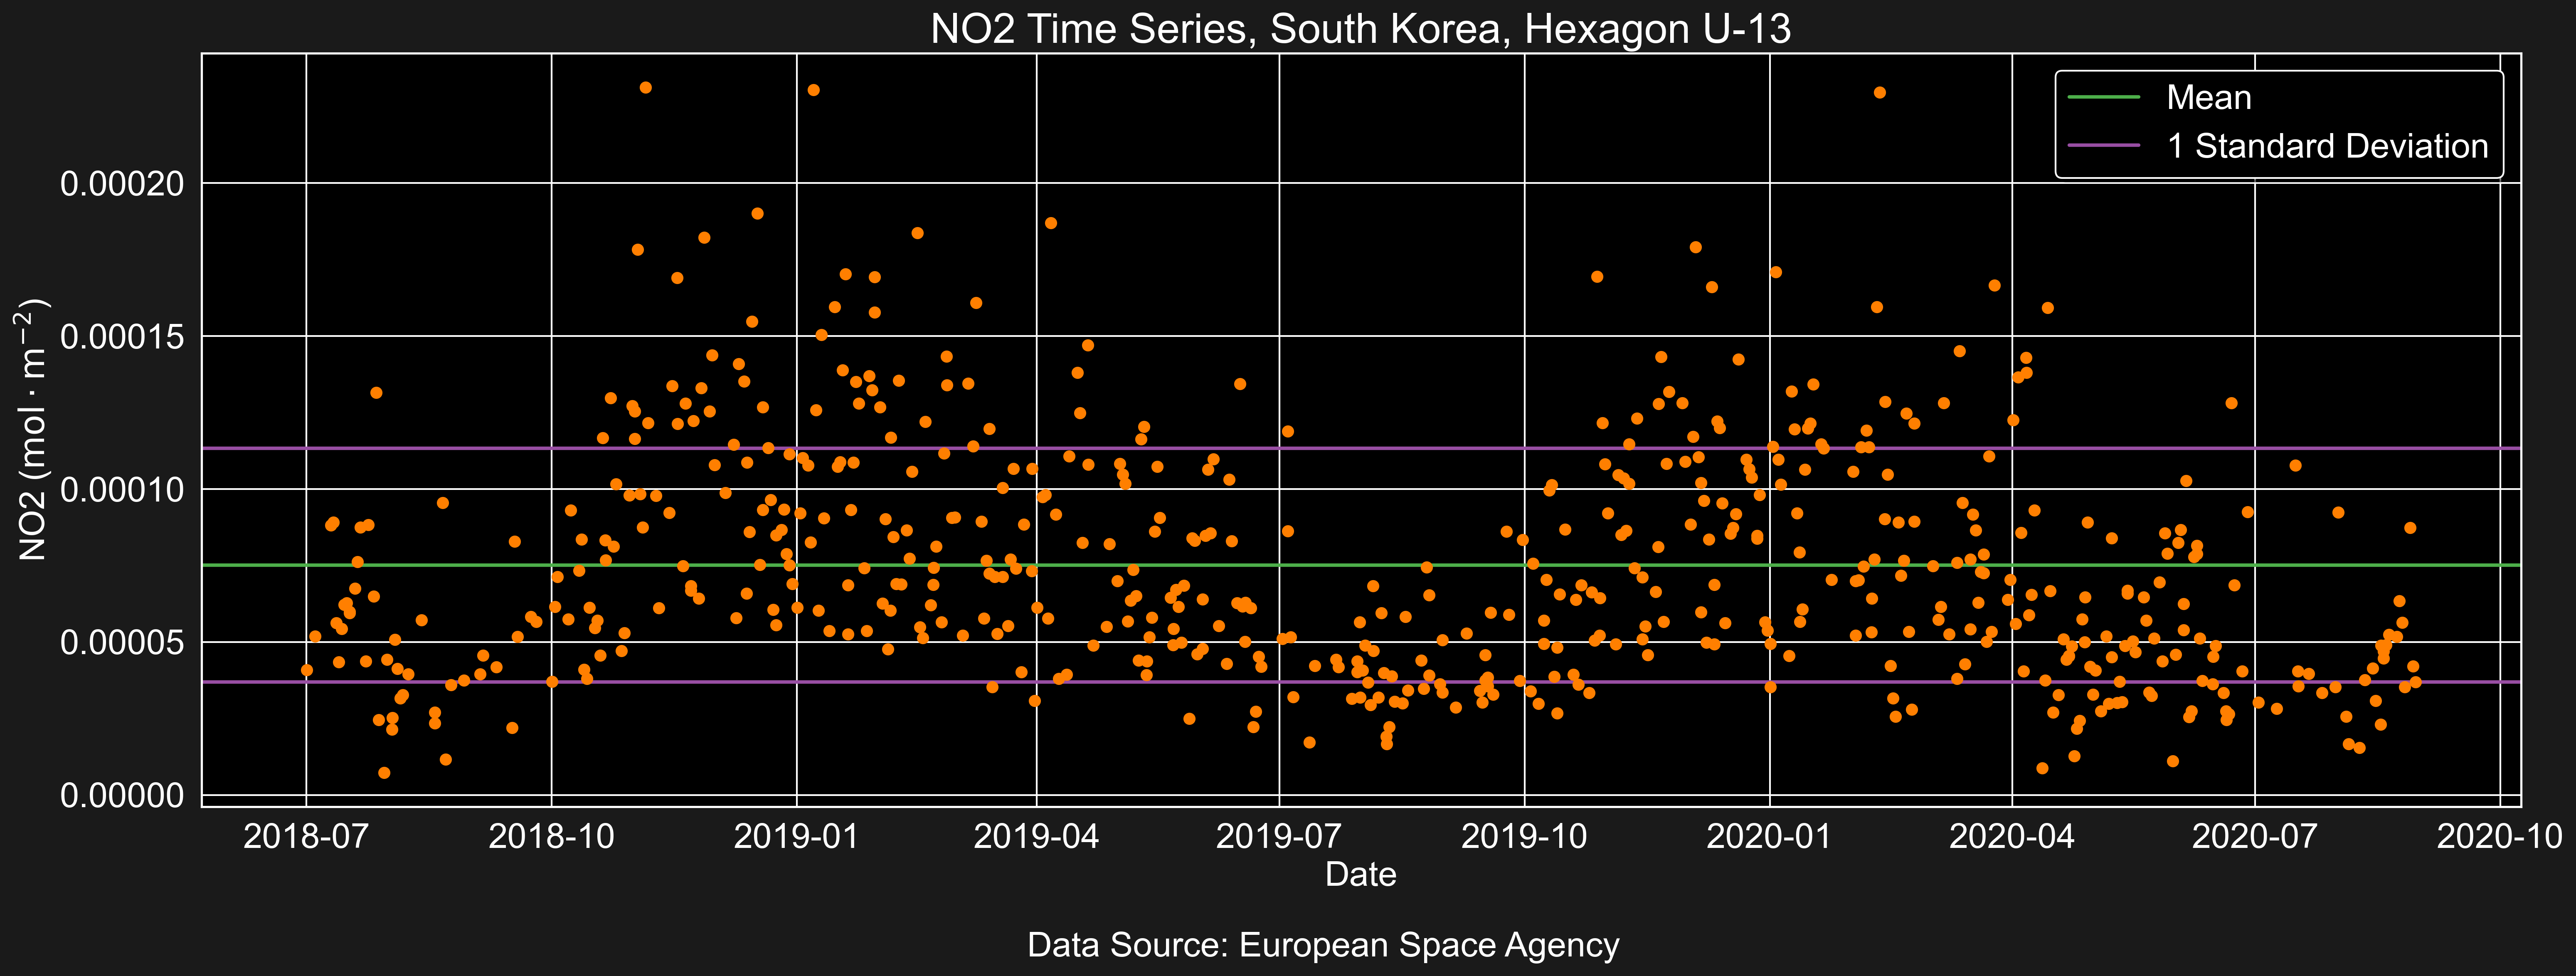 NO2 Time Series, South Korea, Hexagon U-13
Mean
1 Standard Deviation
NO2 (mol · m⁻²)
0.00020
0.00015
0.00010
0.00005
0.00000
2018-07 2018-10 2019-01 2019-04 2019-07 2019-10 2020-01 2020-04 2020-07 2020-10
Date
Data Source: European Space Agency